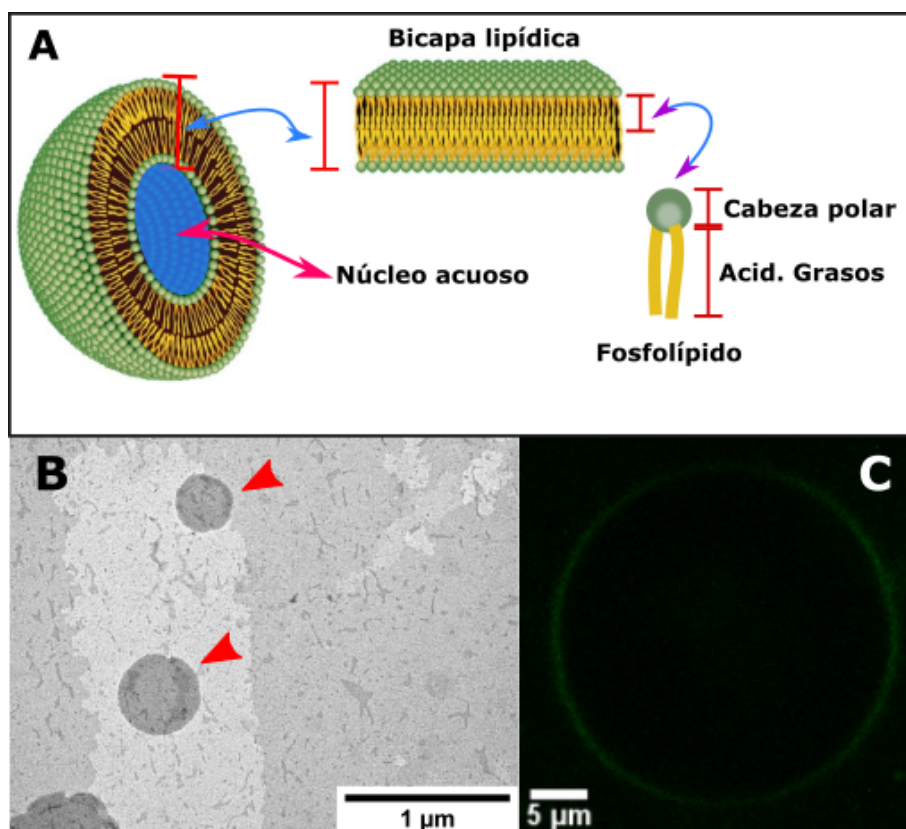 A
Bicapa lipídica
Cabeza polar
Núcleo acuoso
Acid. Grasos
Fosfolípido
B
C
1 μm
5 μm